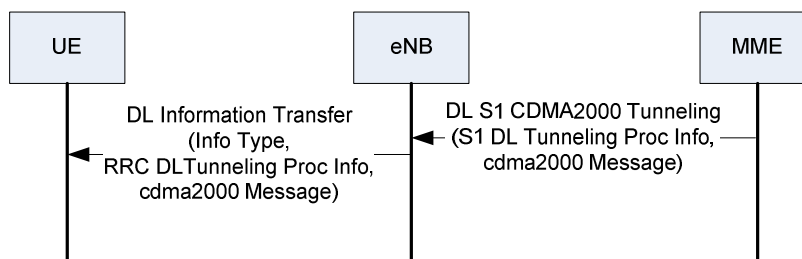 UE
eNB
MME
DL Information Transfer
(Info Type,
RRC DLTunneling Proc Info,
cdma2000 Message)
DL S1 CDMA2000 Tunneling
(S1 DL Tunneling Proc Info,
cdma2000 Message)